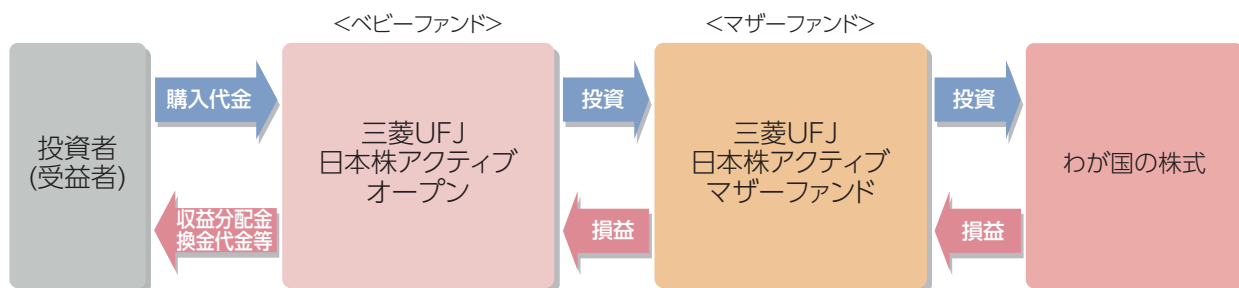 <ベビーファンド>
<マザーファンド>
投資者
(受益者)
購入代金
収益分配金
換金代金等
三菱UFJ
日本株アクティブ
オープン
投資
損益
三菱UFJ
日本株アクティブ
マザーファンド
投資
損益
わが国の株式